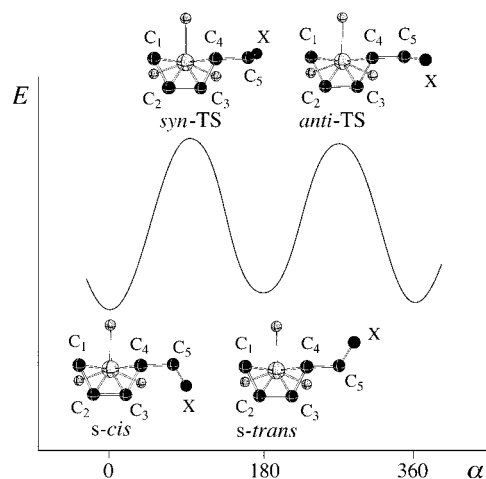 C1 C4 X C5 C2 C3
syn-TS
C1 C4 C5 X C2 C3
anti-TS
E
C1 C4 C5 X C2 C3
s-cis
C1 C4 X C5 C2 C3
s-trans
0 180 360 α